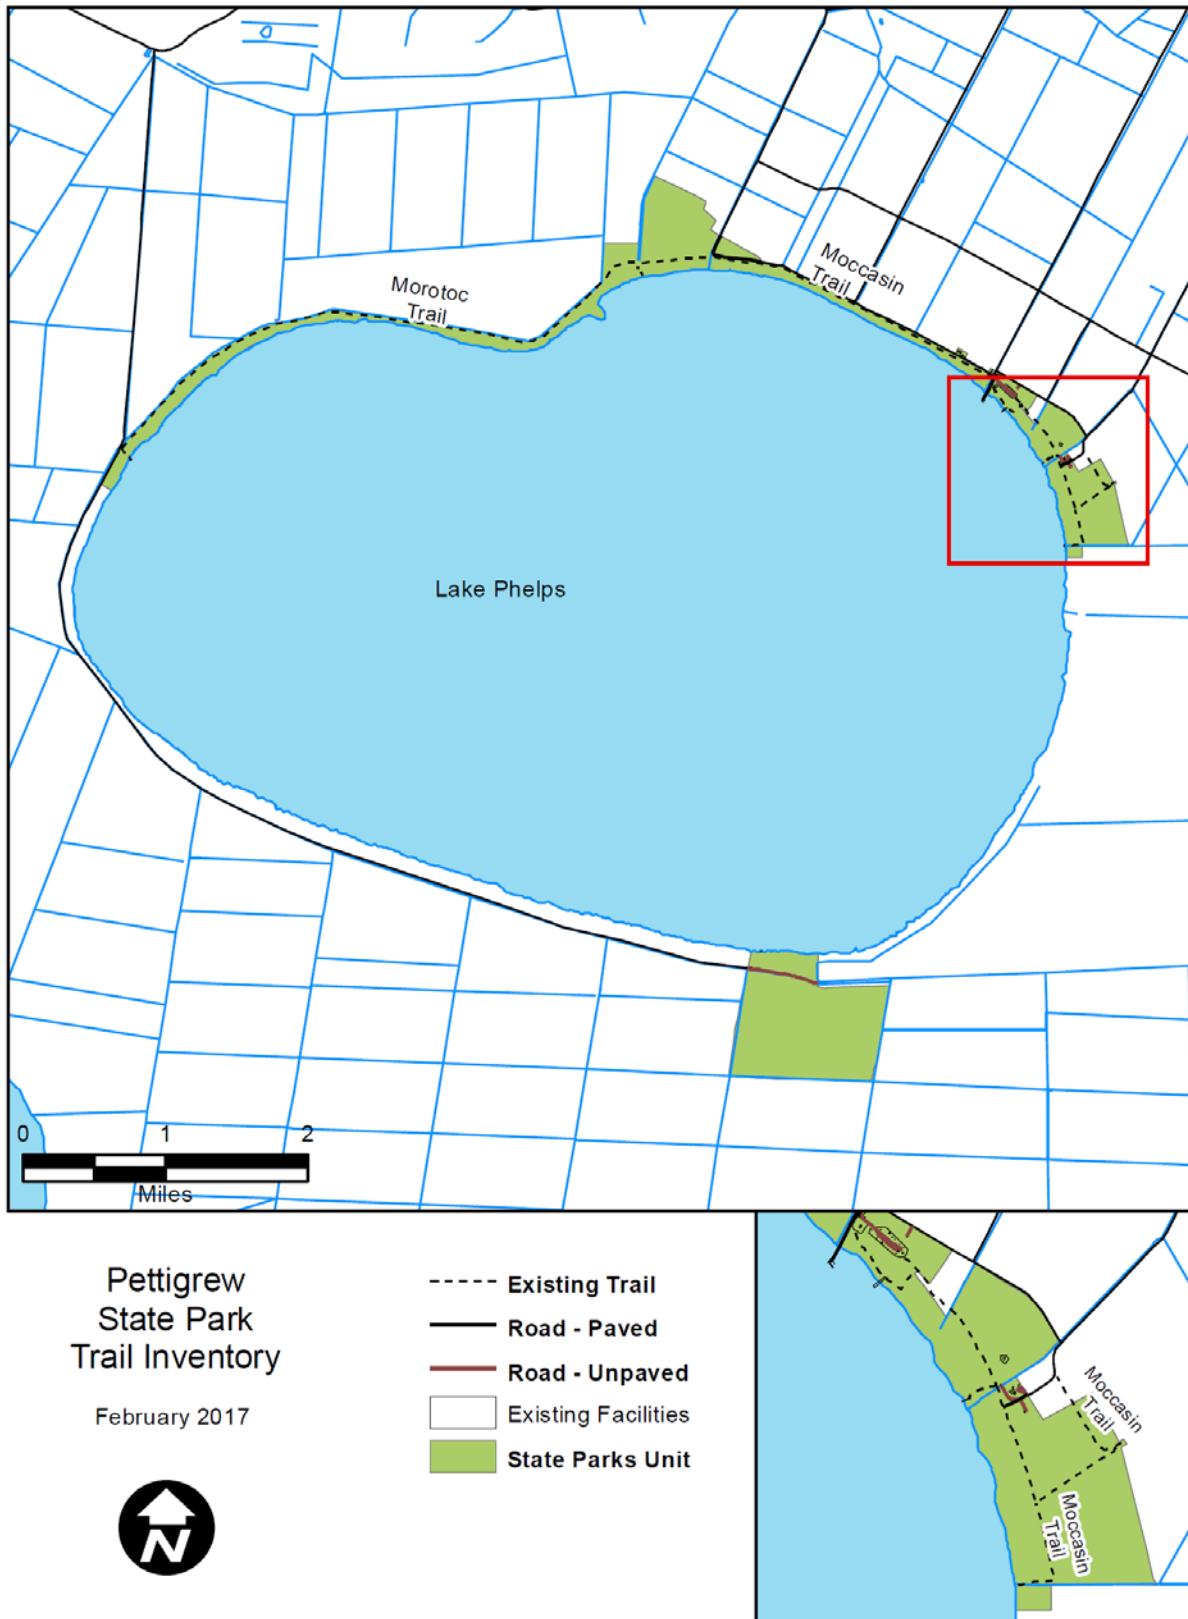 Morotoc
Trail
Moccasin
Trail
Lake Phelps
0 1 2
Miles
Pettigrew
State Park
Trail Inventory
February 2017
N
Existing Trail
Road - Paved
Road - Unpaved
Existing Facilities
State Parks Unit
Moccasin
Trail
Moccasin
Trail